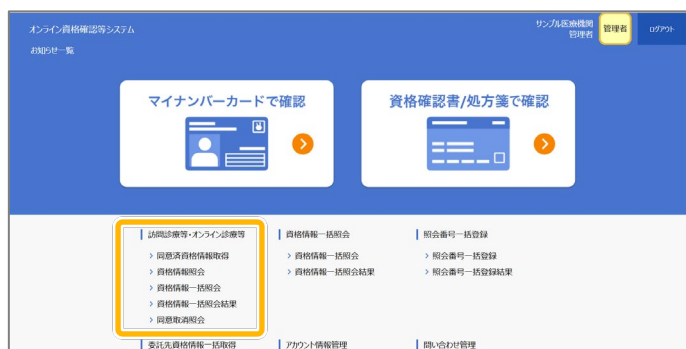 オンライン資格確認等システム
サンプル医療機関
管理者
管理者
ログアウト
お知らせ一覧
マイナンバーカードで確認
資格確認書/処方箋で確認
訪問診療等・オンライン診療等
同意済資格情報取得
資格情報照会
資格情報一括照会
資格情報一括照会結果
同意取消照会
資格情報一括照会
資格情報一括照会
資格情報一括照会結果
照会番号一括登録
照会番号一括登録
照会番号一括登録結果
委託先資格情報一括取得
アカウント情報管理
問い合わせ管理